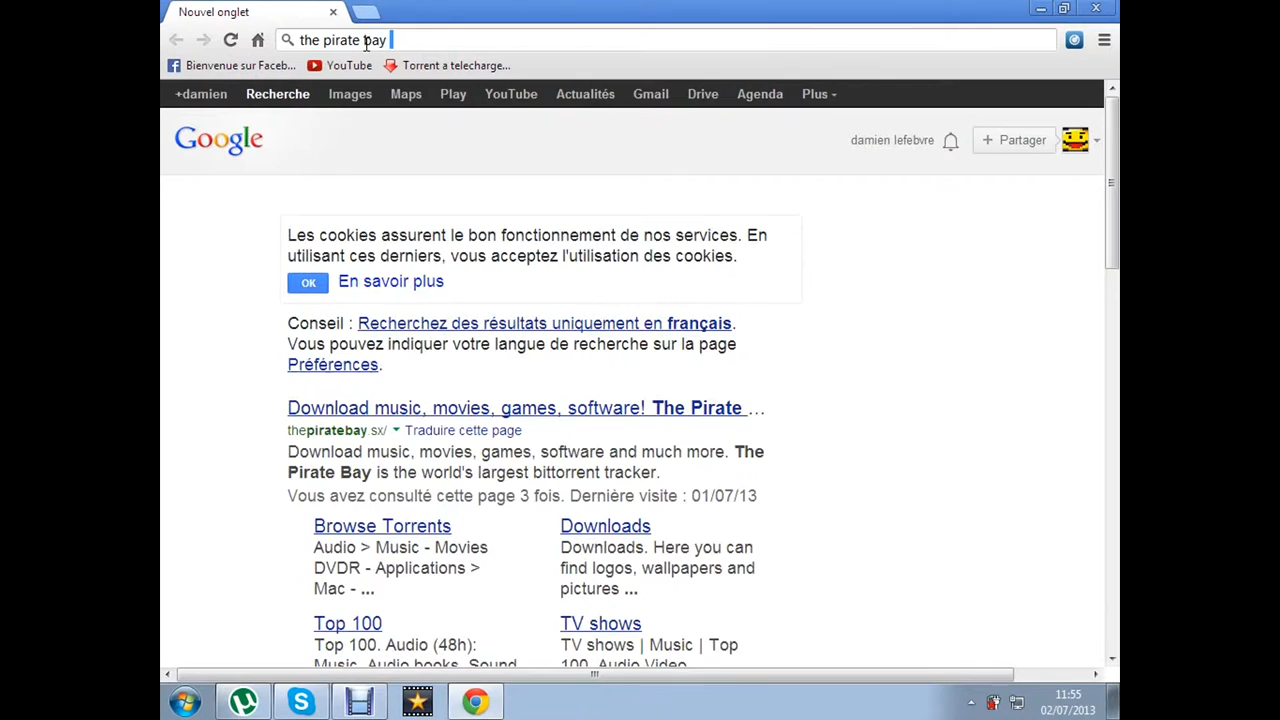 Nouvel onglet
the pirate bay
Bienvenue sur Faceb... YouTube Torrent a telecharge...
+damien Recherche Images Maps Play YouTube Actualités Gmail Drive Agenda Plus
Google damien lefebvre + Partager
Les cookies assurent le bon fonctionnement de nos services. En
utilisant ces derniers, vous acceptez l'utilisation des cookies.
OK En savoir plus
Conseil : Recherchez des résultats uniquement en français.
Vous pouvez indiquer votre langue de recherche sur la page
Préférences.
Download music, movies, games, software! The Pirate ...
thepiratebay.sx/ Traduire cette page
Download music, movies, games, software and much more. The
Pirate Bay is the world's largest bittorrent tracker.
Vous avez consulté cette page 3 fois. Dernière visite : 01/07/13
Browse Torrents
Audio > Music - Movies
DVDR - Applications >
Mac - ...
Downloads
Downloads. Here you can
find logos, wallpapers and
pictures ...
Top 100
Top 100. Audio (48h):
Music, Audio books, Sound
TV shows
TV shows | Music | Top
100. Audio Video
11:55
02/07/2013